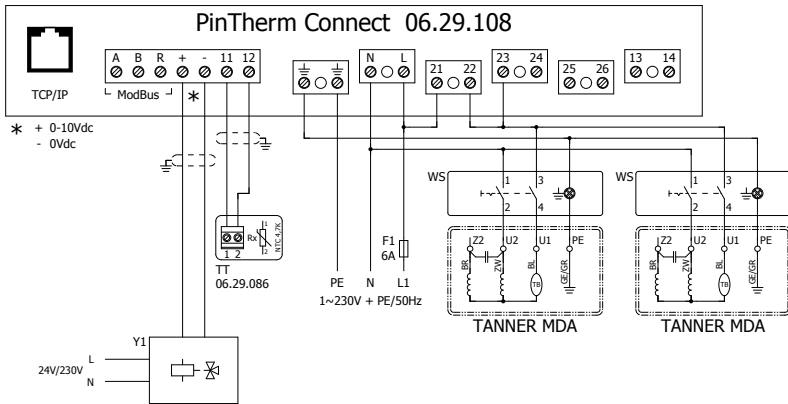 PinTherm Connect 06.29.108
TCP/IP
A B R + - 11 12
ModBus *
N L
21 22
23 24
25 26
13 14
* + 0-10Vdc
- 0Vdc
Rx
NTC 4,7K
1
2
1 2
TT
06.29.086
F1
6A
PE N L1
1~230V + PE/50Hz
WS
1 3
2 4
Z2 U2 U1 PE
BR ZW BL GE/GR
TB
TANNER MDA
WS
1 3
2 4
Z2 U2 U1 PE
BR ZW BL GE/GR
TB
TANNER MDA
Y1
L
24V/230V
N